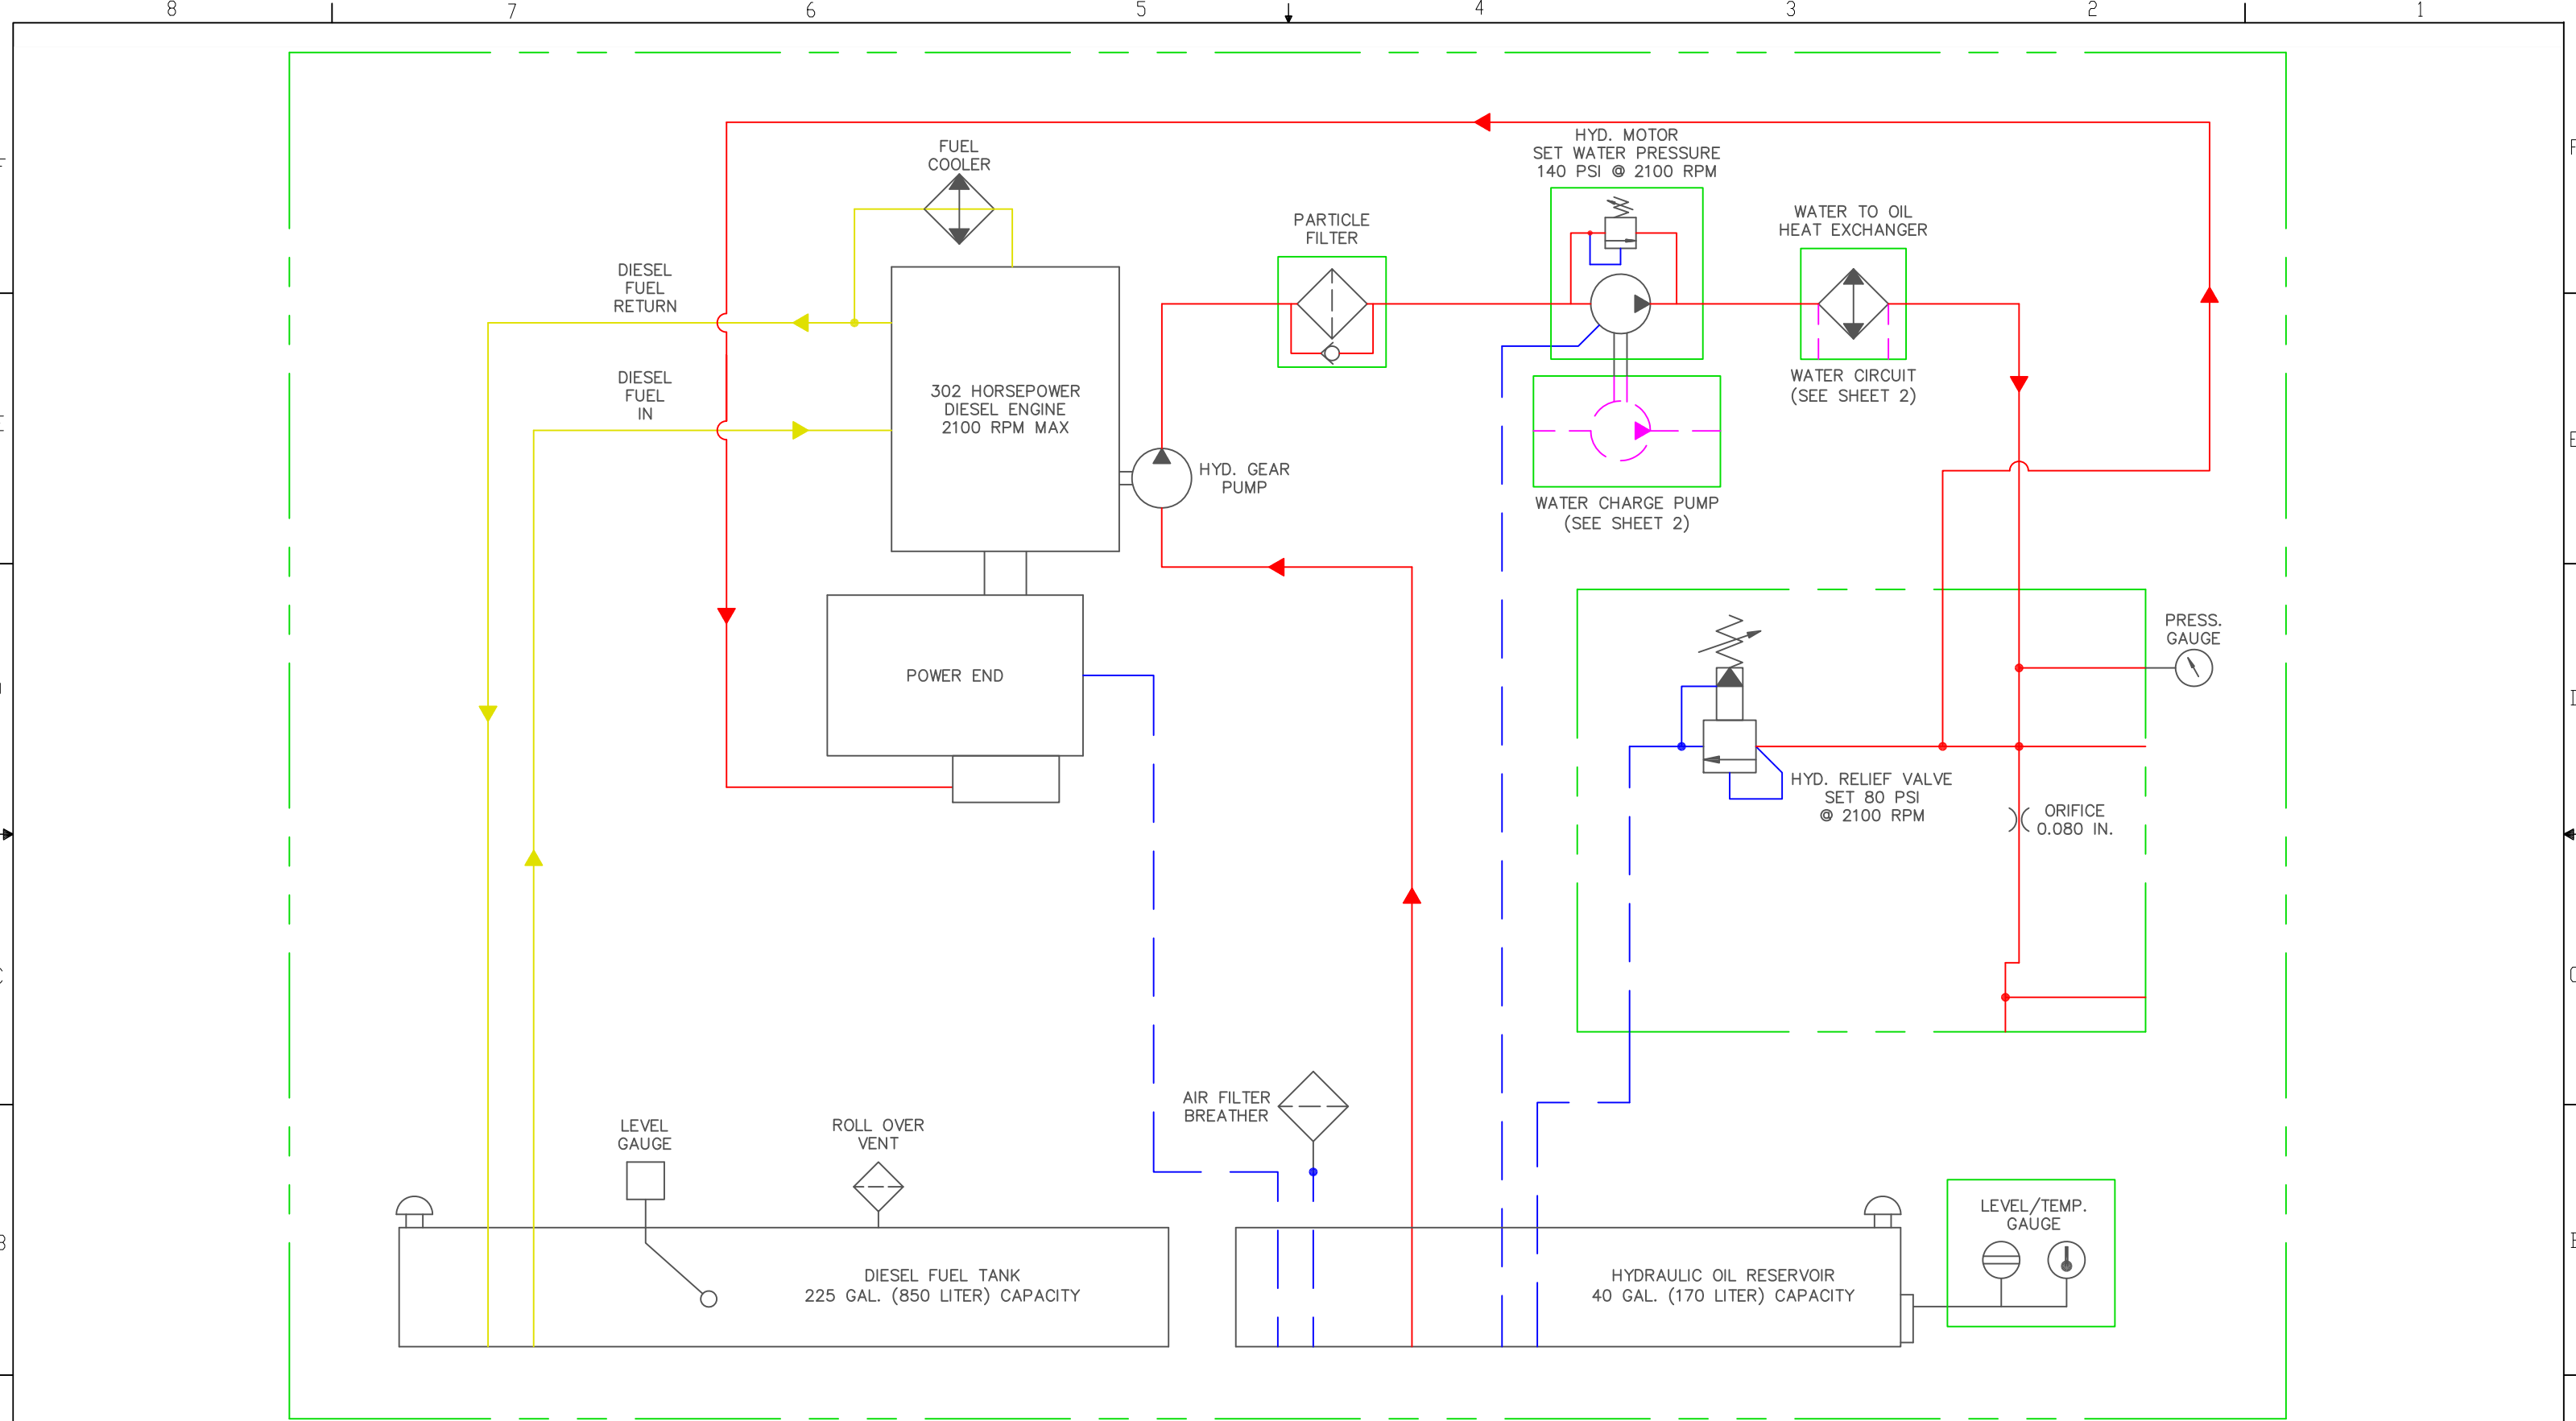 8 7 6 5 4 3 2 1
F
HYD. MOTOR
SET WATER PRESSURE
140 PSI @ 2100 RPM
FUEL
COOLER
PARTICLE
FILTER
WATER TO OIL
HEAT EXCHANGER
DIESEL
FUEL
RETURN
DIESEL
FUEL
IN
302 HORSEPOWER
DIESEL ENGINE
2100 RPM MAX
WATER CIRCUIT
(SEE SHEET 2)
E
HYD. GEAR
PUMP
WATER CHARGE PUMP
(SEE SHEET 2)
PRESS.
GAUGE
POWER END
HYD. RELIEF VALVE
SET 80 PSI
@ 2100 RPM
ORIFICE
0.080 IN.
AIR FILTER
BREATHER
LEVEL
GAUGE
ROLL OVER
VENT
LEVEL/TEMP.
GAUGE
DIESEL FUEL TANK
225 GAL. (850 LITER) CAPACITY
HYDRAULIC OIL RESERVOIR
40 GAL. (170 LITER) CAPACITY